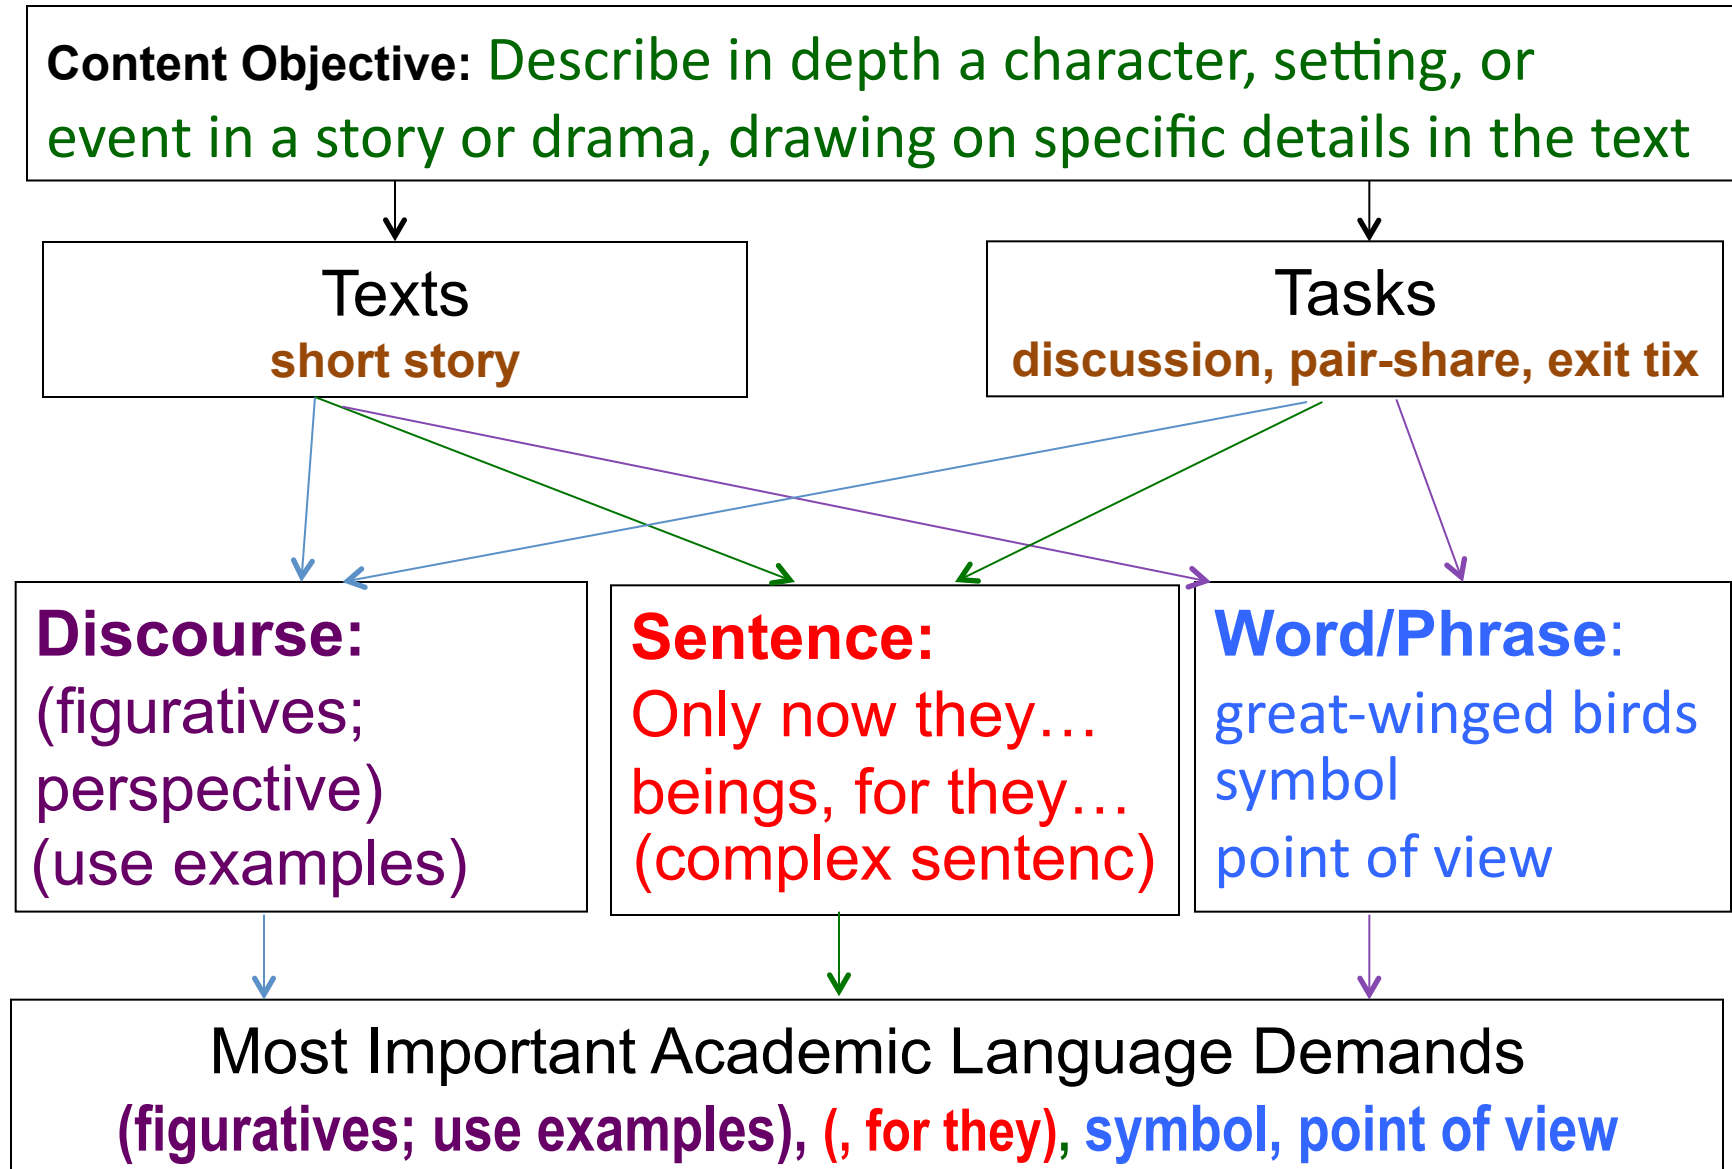 Content Objective: Describe in depth a character, setting, or
event in a story or drama, drawing on specific details in the text
Texts
short story
Tasks
discussion, pair-share, exit tix
Discourse:
(figuratives;
perspective)
(use examples)
Sentence:
Only now they…
beings, for they…
(complex sentenc)
Word/Phrase:
great-winged birds
symbol
point of view
Most Important Academic Language Demands
(figuratives; use examples), (, for they), symbol, point of view